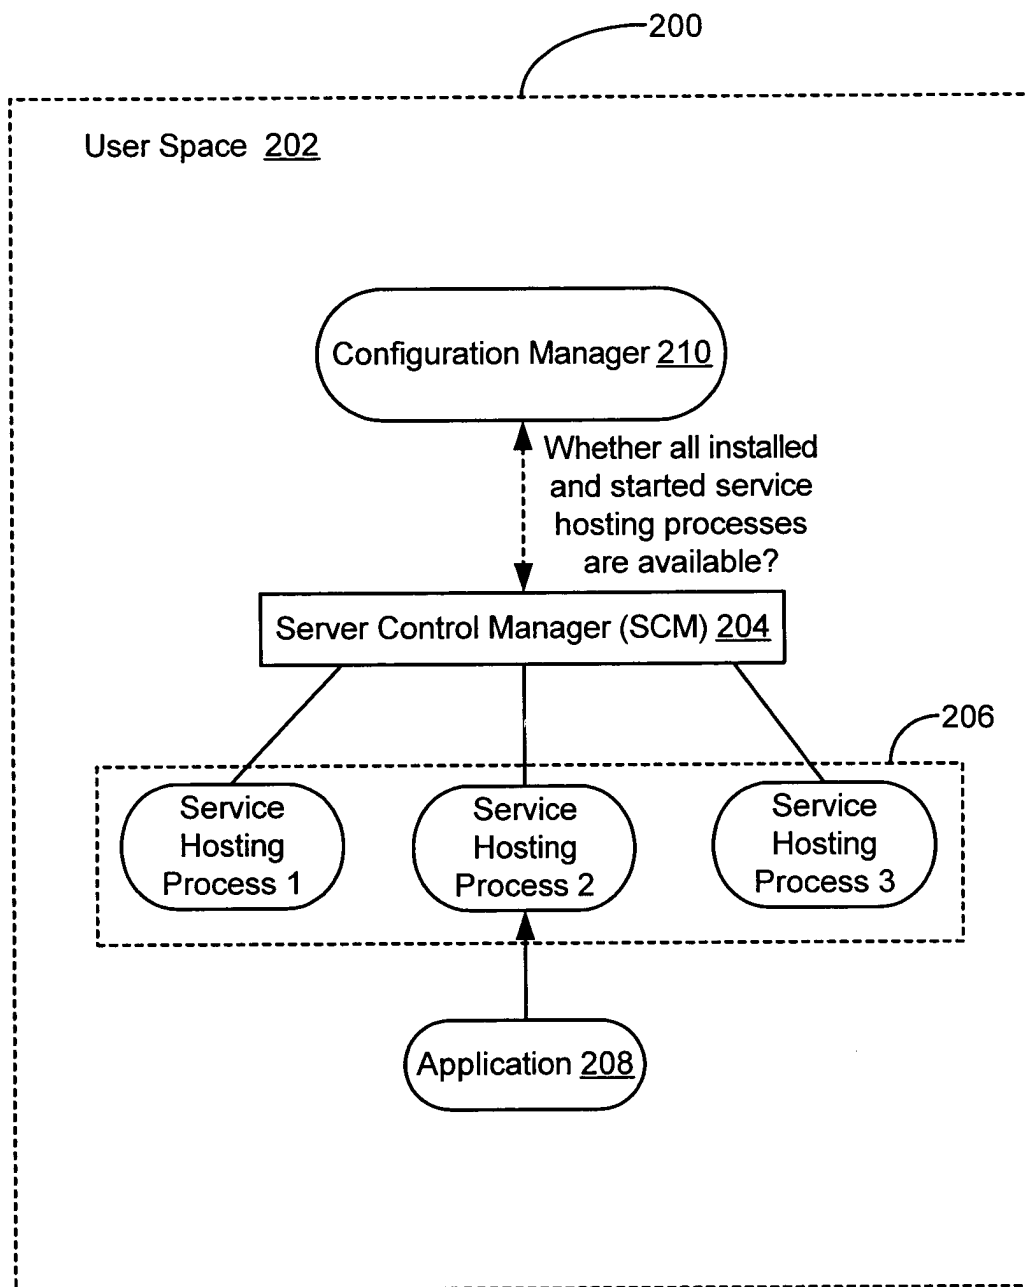 200
User Space 202
Configuration Manager 210
Whether all installed
and started service
hosting processes
are available?
Server Control Manager (SCM) 204
206
Service
Hosting
Process 1
Service
Hosting
Process 2
Service
Hosting
Process 3
Application 208